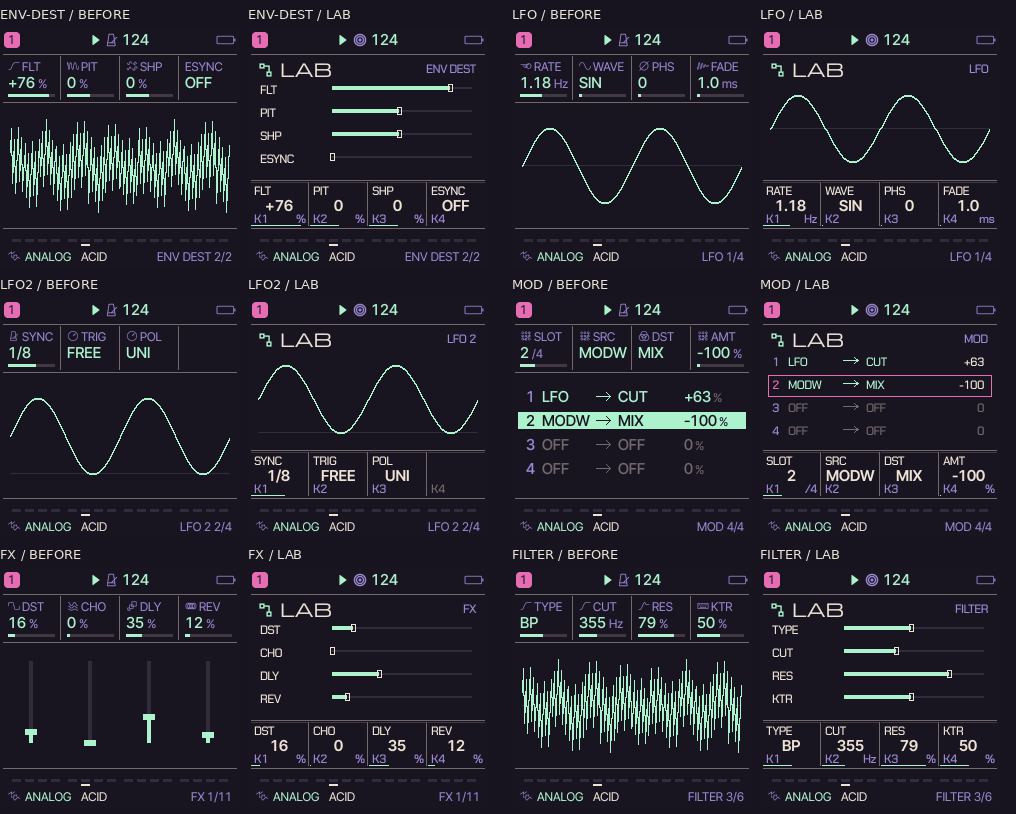 ENV-DEST / BEFORE
1 124
FLT PIT SHP ESYNC
+76 % 0 % 0 % OFF
ANALOG ACID ENV DEST 2/2
ENV-DEST / LAB
1 124
LAB ENV DEST
FLT
PIT
SHP
ESYNC
FLT PIT SHP ESYNC
+76 0 0 OFF
K1 % K2 % K3 % K4
ANALOG ACID ENV DEST 2/2
LFO / BEFORE
1 124
RATE WAVE PHS FADE
1.18 Hz SIN 0 1.0 ms
ANALOG ACID LFO 1/4
LFO / LAB
1 124
LAB LFO
RATE WAVE PHS FADE
1.18 SIN 0 1.0
K1 Hz K2 K3 K4 ms
ANALOG ACID LFO 1/4
LFO2 / BEFORE
1 124
SYNC TRIG POL
1/8 FREE UNI
ANALOG ACID LFO 2 2/4
LFO2 / LAB
1 124
LAB LFO 2
SYNC TRIG POL
1/8 FREE UNI
K1 K2 K3 K4
ANALOG ACID LFO 2 2/4
MOD / BEFORE
1 124
SLOT SRC DST AMT
2 /4 MODW MIX -100 %
1 LFO → CUT +63 %
2 MODW → MIX -100 %
3 OFF → OFF 0 %
4 OFF → OFF 0 %
ANALOG ACID MOD 4/4
MOD / LAB
1 124
LAB MOD
1 LFO → CUT +63
2 MODW → MIX -100
3 OFF → OFF 0
4 OFF → OFF 0
SLOT SRC DST AMT
2 MODW MIX -100
K1 /4 K2 K3 K4 %
ANALOG ACID MOD 4/4
FX / BEFORE
1 124
DST CHO DLY REV
16 % 0 % 35 % 12 %
ANALOG ACID FX 1/11
FX / LAB
1 124
LAB FX
DST
CHO
DLY
REV
DST CHO DLY REV
16 0 35 12
K1 % K2 % K3 % K4 %
ANALOG ACID FX 1/11
FILTER / BEFORE
1 124
TYPE CUT RES KTR
BP 355 Hz 79 % 50 %
ANALOG ACID FILTER 3/6
FILTER / LAB
1 124
LAB FILTER
TYPE
CUT
RES
KTR
TYPE CUT RES KTR
BP 355 79 50
K1 K2 Hz K3 % K4 %
ANALOG ACID FILTER 3/6